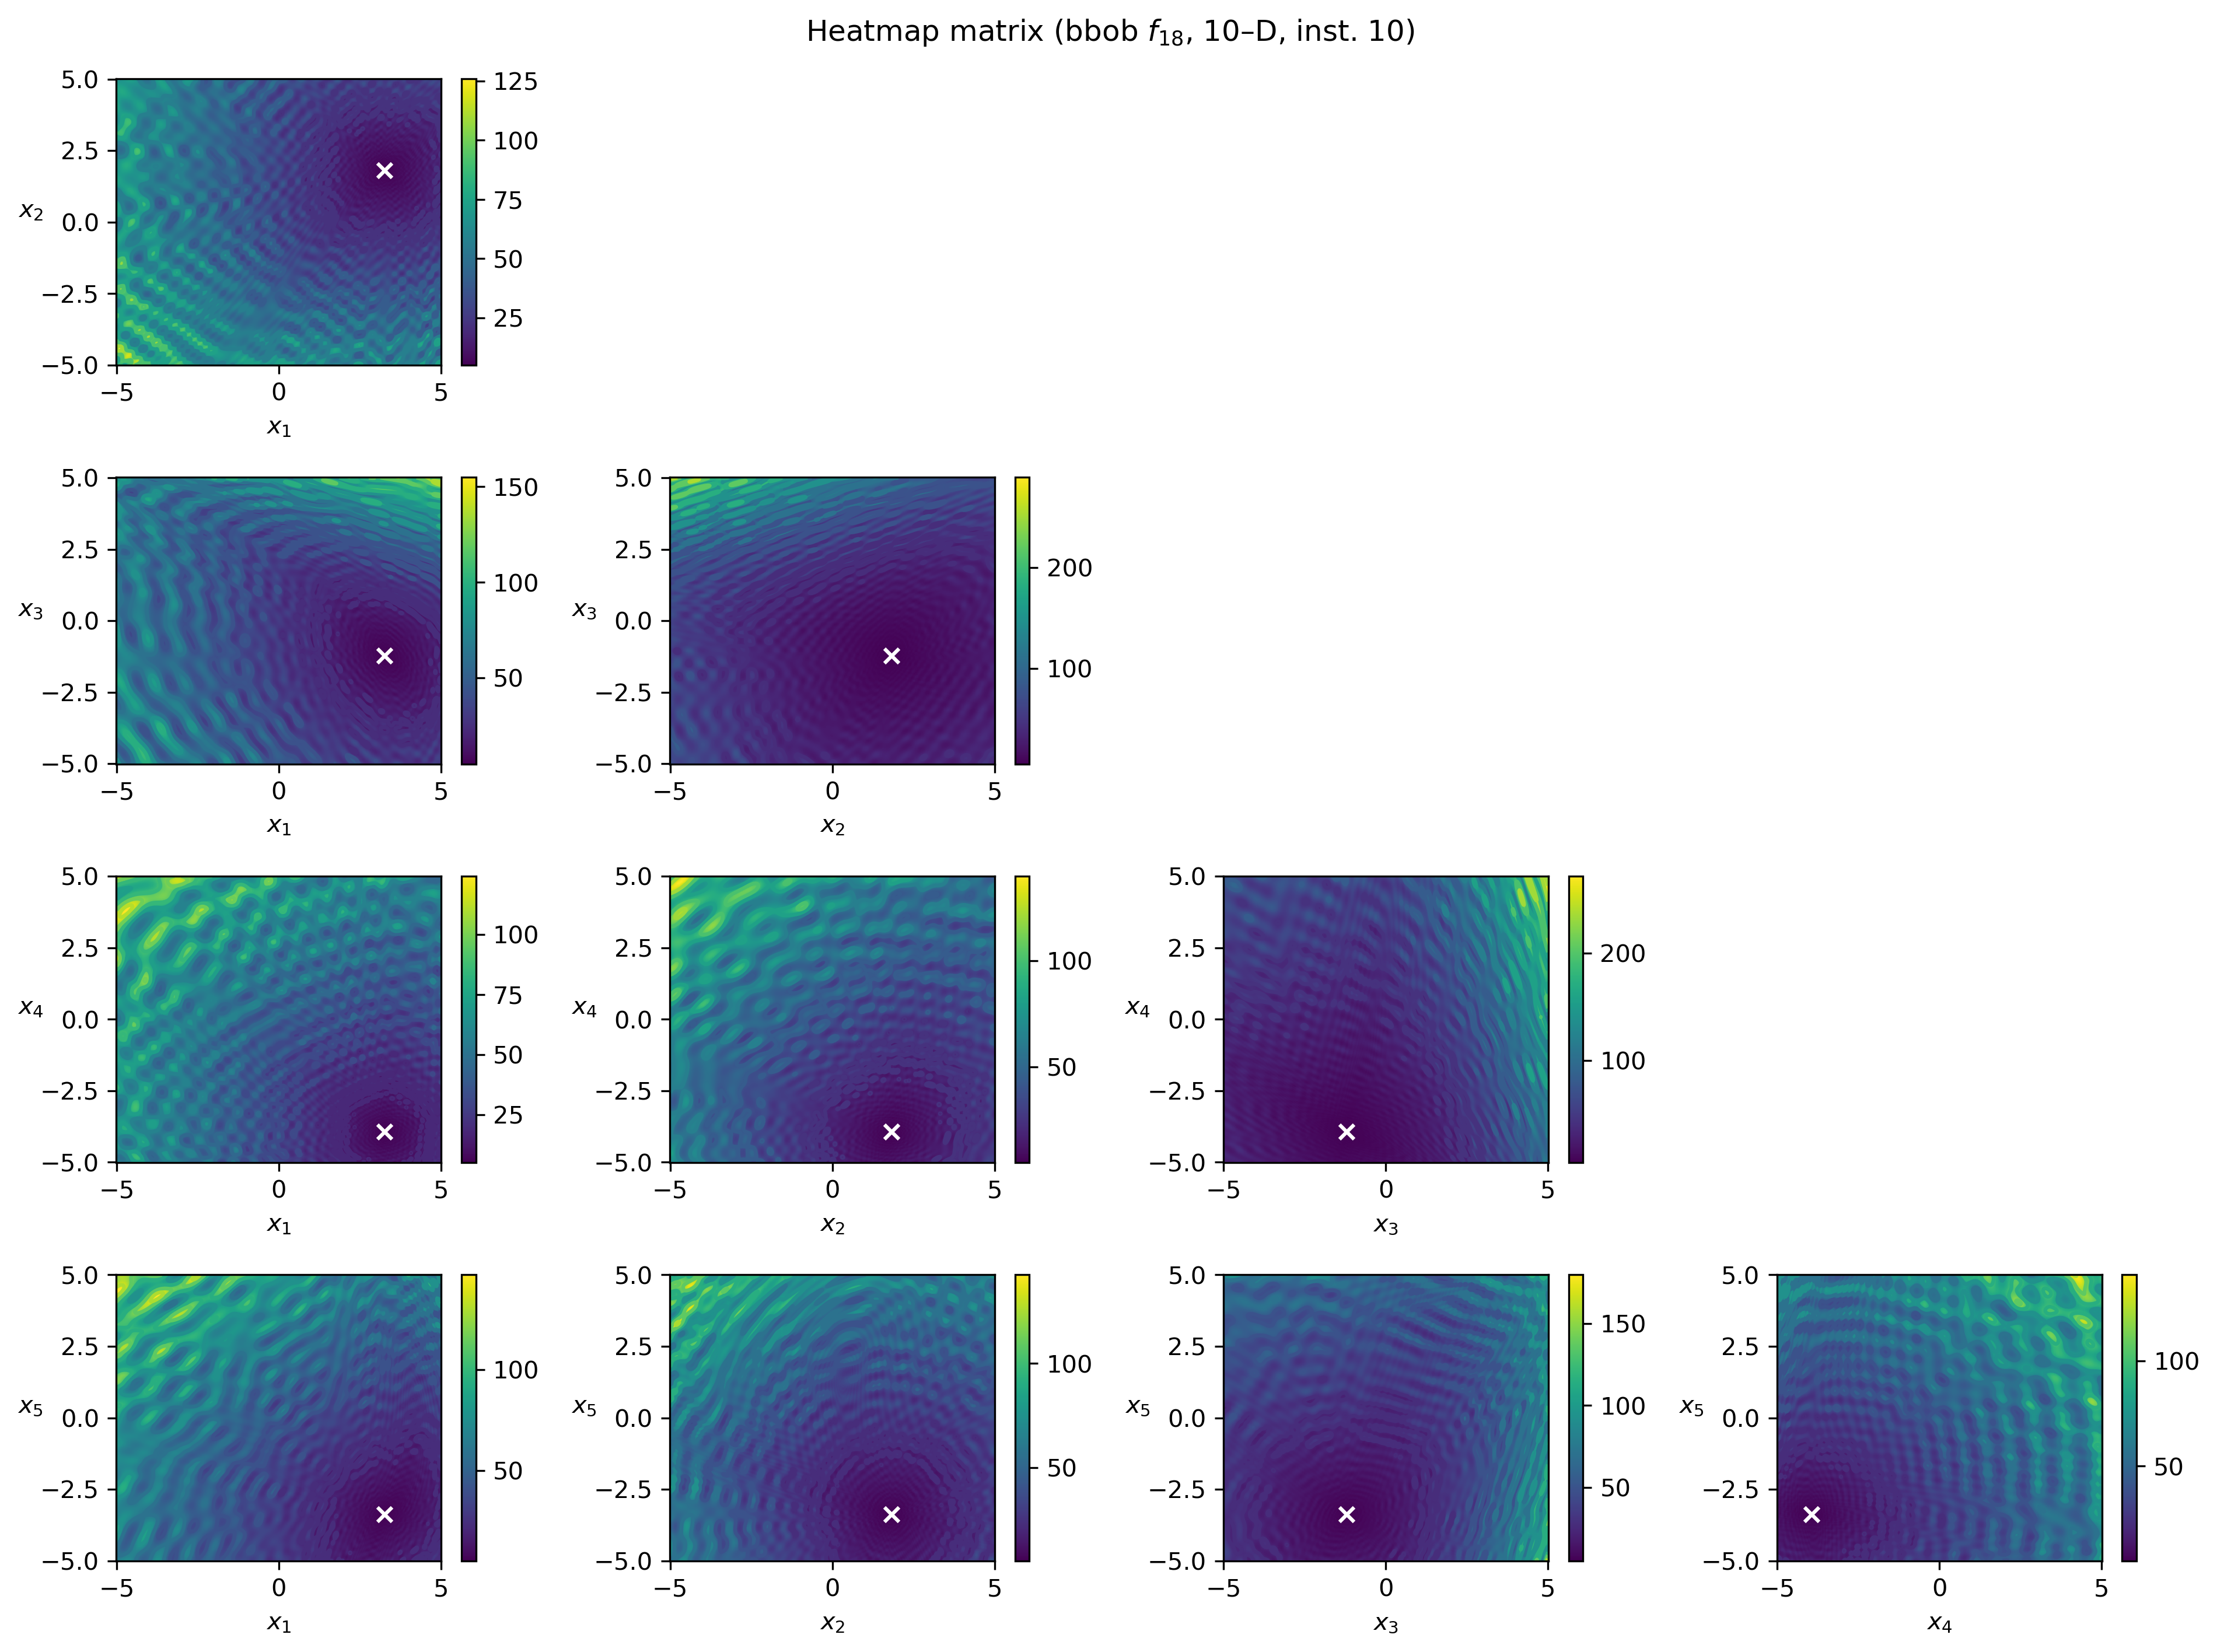 Heatmap matrix (bbob f₁₈, 10–D, inst. 10)
5.0 125
2.5 100
x₂ 0.0 75
−2.5 50
−5.0 25
−5 0 5
x₁
5.0 150 5.0
2.5 100 2.5 200
x₃ 0.0 x₃ 0.0
−2.5 50 −2.5 100
−5.0 −5.0
−5 0 5 −5 0 5
x₁ x₂
5.0 100 5.0 100 5.0 200
2.5 75 2.5 2.5
x₄ 0.0 50 x₄ 0.0 50 x₄ 0.0 100
−2.5 25 −2.5 −2.5
−5.0 −5.0 −5.0
−5 0 5 −5 0 5 −5 0 5
x₁ x₂ x₃
5.0 5.0 5.0 150 5.0
2.5 100 2.5 100 2.5 100 2.5 100
x₅ 0.0 x₅ 0.0 x₅ 0.0 x₅ 0.0
−2.5 50 −2.5 50 −2.5 50 −2.5 50
−5.0 −5.0 −5.0 −5.0
−5 0 5 −5 0 5 −5 0 5 −5 0 5
x₁ x₂ x₃ x₄